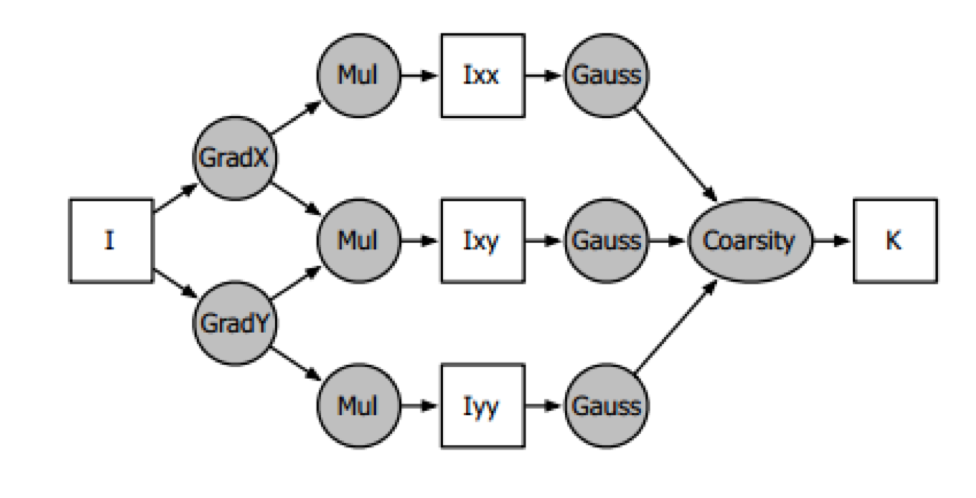 Mul
Ixx
Gauss
GradX
I
Mul
Ixy
Gauss
Coarsity
K
GradY
Mul
Iyy
Gauss